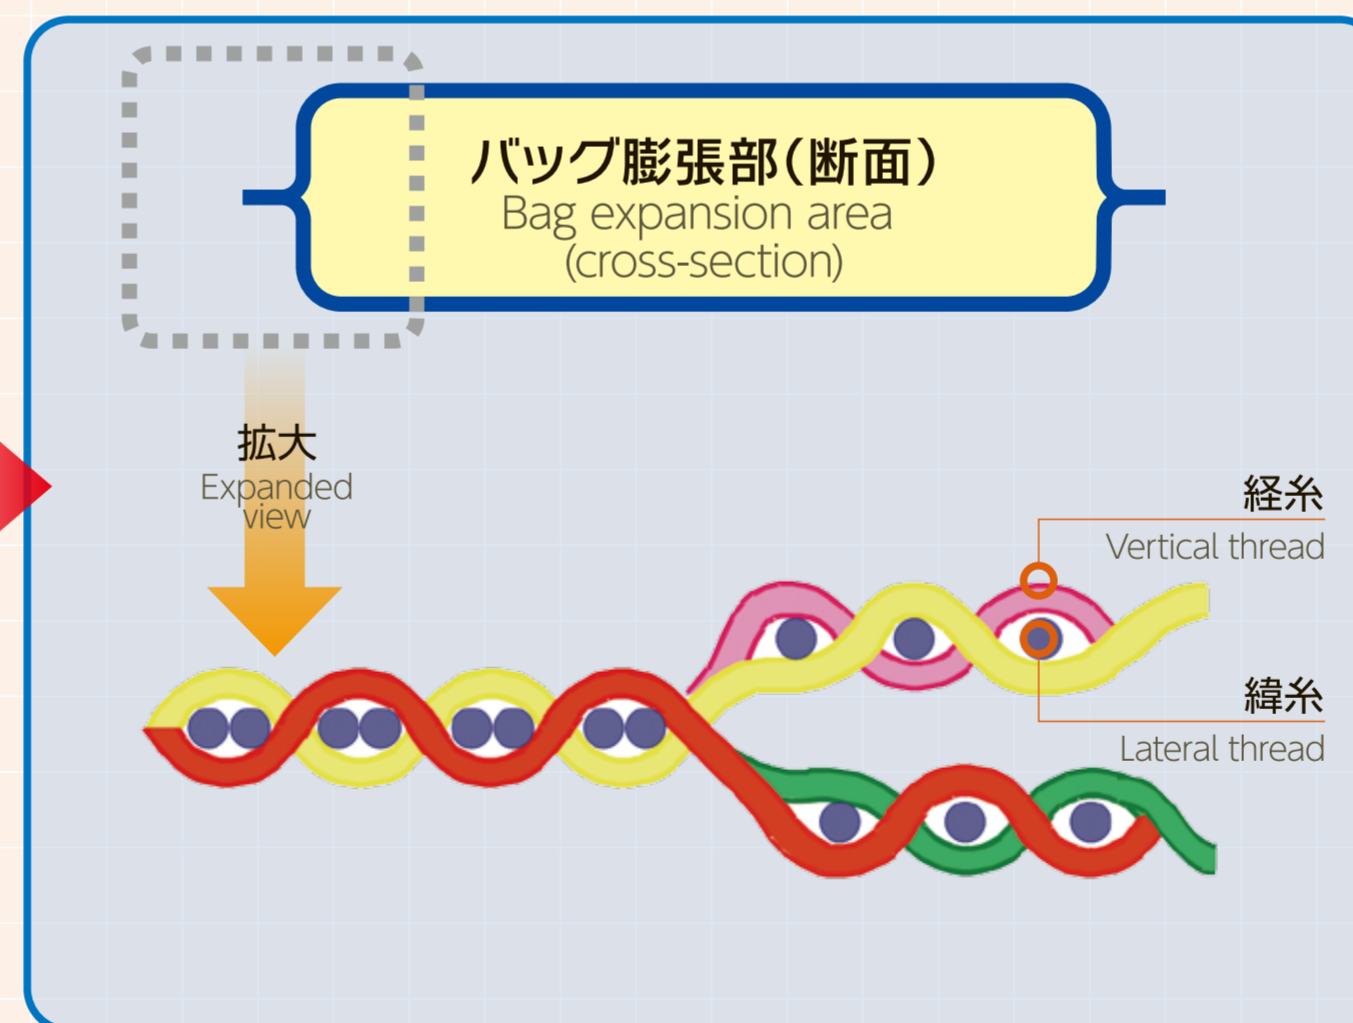 バッグ膨張部(断面)
Bag expansion area
(cross-section)
拡大
Expanded
view
経糸
Vertical thread
緯糸
Lateral thread